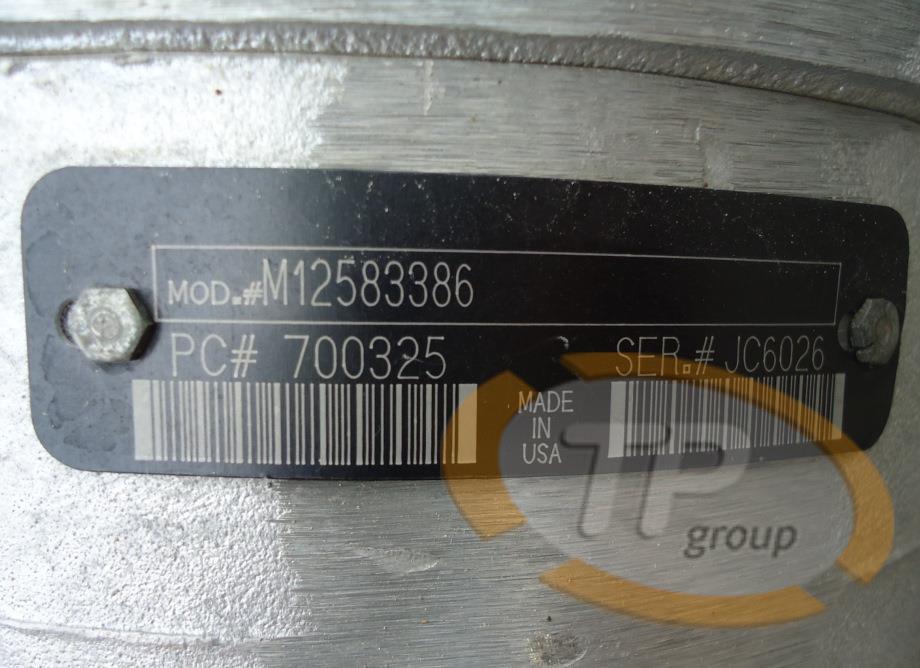 MOD.#M12583386
PC# 700325
SER.# JC6026
MADE
IN
USA
TP
group